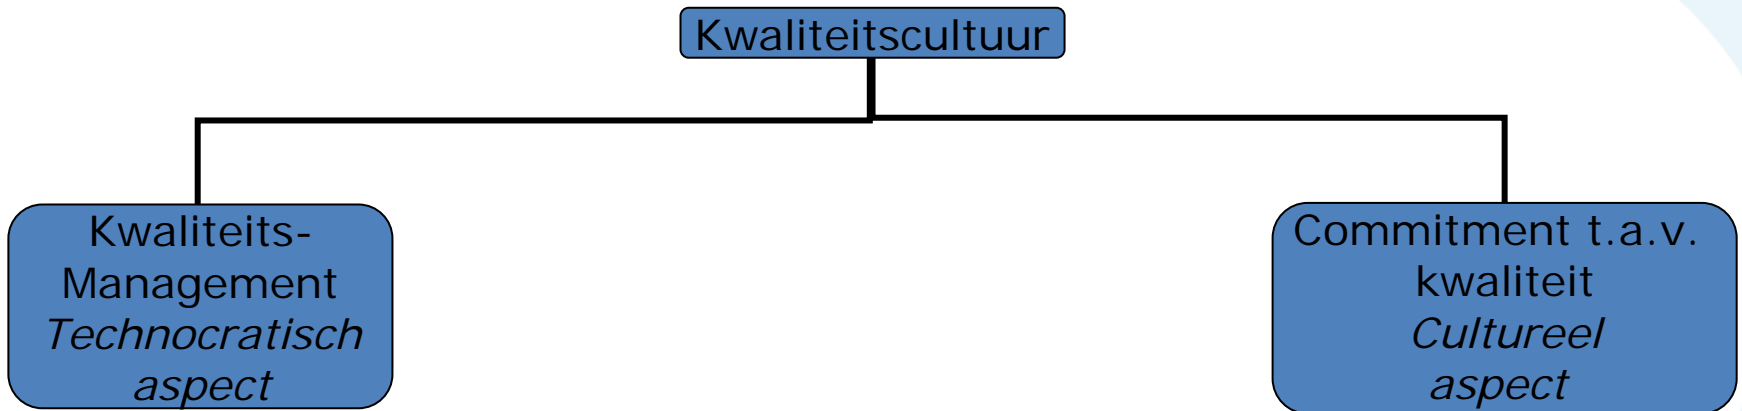 Kwaliteitscultuur
Kwaliteits-
Management
Technocratisch
aspect
Commitment t.a.v.
kwaliteit
Cultureel
aspect